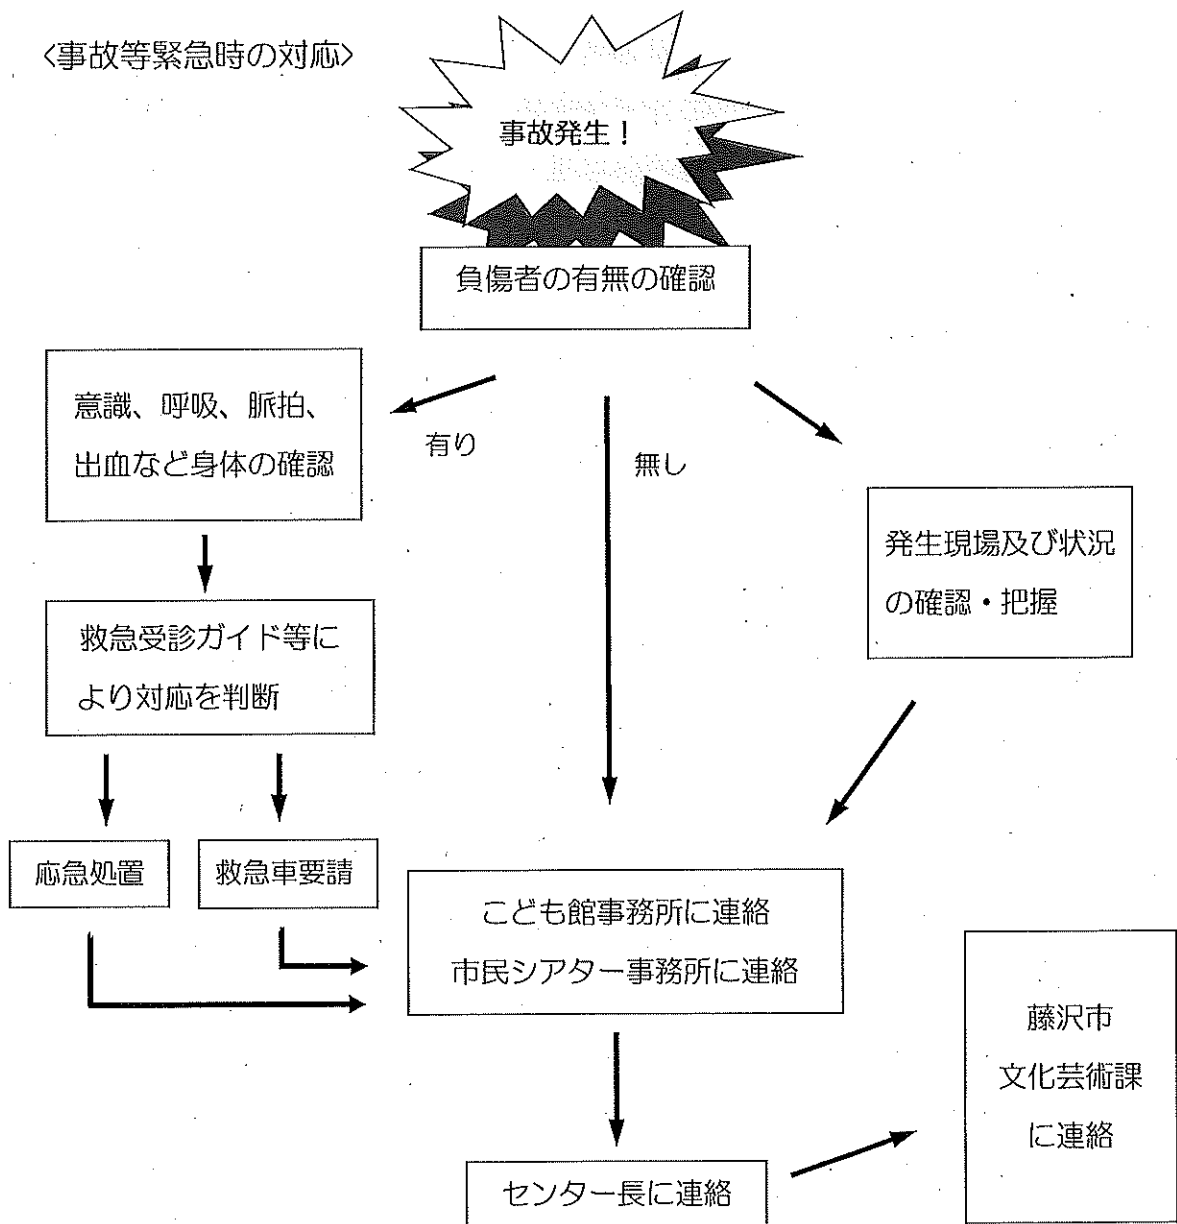 〈事故等緊急時の対応〉
事故発生！
負傷者の有無の確認
意識、呼吸、脈拍、
出血など身体の確認
有り
無し
発生現場及び状況
の確認・把握
救急受診ガイド等に
より対応を判断
応急処置
救急車要請
こども館事務所に連絡
市民シアター事務所に連絡
藤沢市
文化芸術課
に連絡
センター長に連絡